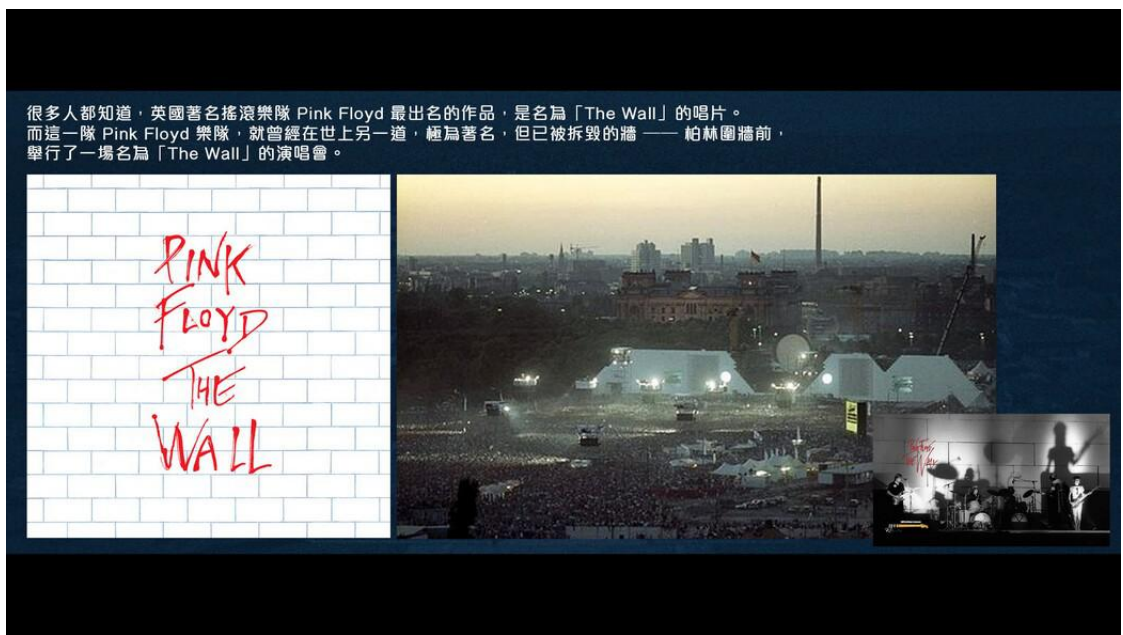 很多人都知道，英國著名搖滾樂隊 Pink Floyd 最出名的作品，是名為「The Wall」的唱片。
而這一隊 Pink Floyd 樂隊，就曾經在世上另一道，極為著名，但已被拆毀的牆 —— 柏林圍牆前，
舉行了一場名為「The Wall」的演唱會。
PINK
FLOYD
THE
WALL
PINK FLOYD
THE WALL